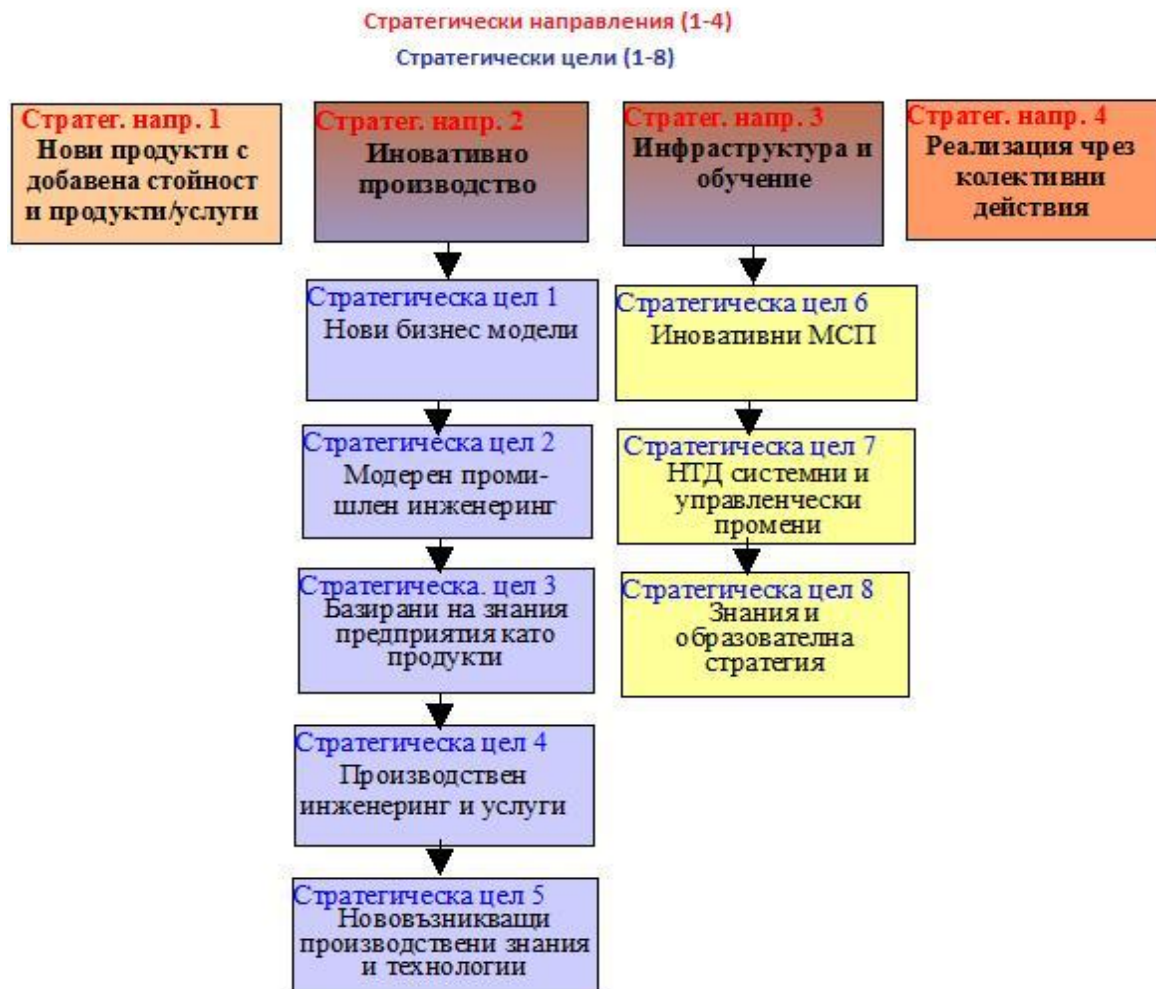 Стратегически направления (1-4)
Стратегически цели (1-8)
Стратег. напр. 1
Нови продукти с
добавена стойност
и продукти/услуги
Стратег. напр. 2
Иновативно
производство
Стратег. напр. 3
Инфраструктура и
обучение
Стратег. напр. 4
Реализация чрез
колективни
действия
Стратегическа цел 1
Нови бизнес модели
Стратегическа цел 2
Модерен проми-
шлен инженеринг
Стратегическа. цел 3
Базирани на знания
предприятия като
продукти
Стратегическа цел 4
Производствен
инженеринг и услуги
Стратегическа цел 5
Нововъзникващи
производствени знания
и технологии
Стратегическа цел 6
Иновативни МСП
Стратегическа цел 7
НТД системни и
управленчески
промени
Стратегическа цел 8
Знания и
образователна
стратегия